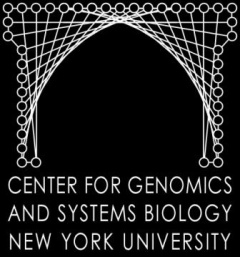 CENTER FOR GENOMICS
AND SYSTEMS BIOLOGY
NEW YORK UNIVERSITY